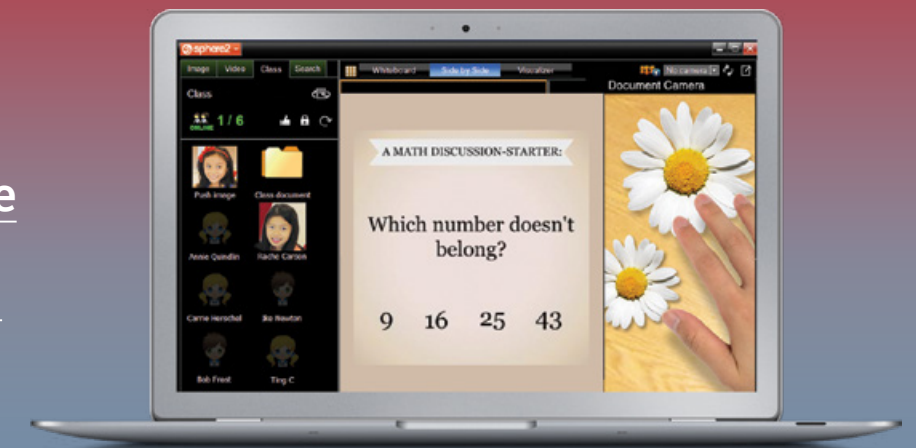 e
sphere2
Image Video Class Search
Whiteboard Side by Side Visualizer
No camera
Document Camera
Class
ONLINE 1 / 6
Push image Class document
Annie Quindlin Rache Carson
Carrie Herschel Ike Newton
Bob Frost Ting C
A MATH DISCUSSION-STARTER:
Which number doesn't
belong?
9 16 25 43